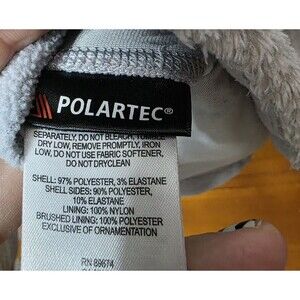 POLARTEC®
SEPARATELY, DO NOT BLEACH, TUMBLE
DRY LOW, REMOVE PROMPTLY, IRON
LOW, DO NOT USE FABRIC SOFTENER,
DO NOT DRYCLEAN
SHELL: 97% POLYESTER, 3% ELASTANE
SHELL SIDES: 90% POLYESTER,
10% ELASTANE
LINING: 100% NYLON
BRUSHED LINING: 100% POLYESTER
EXCLUSIVE OF ORNAMENTATION
RN 89674